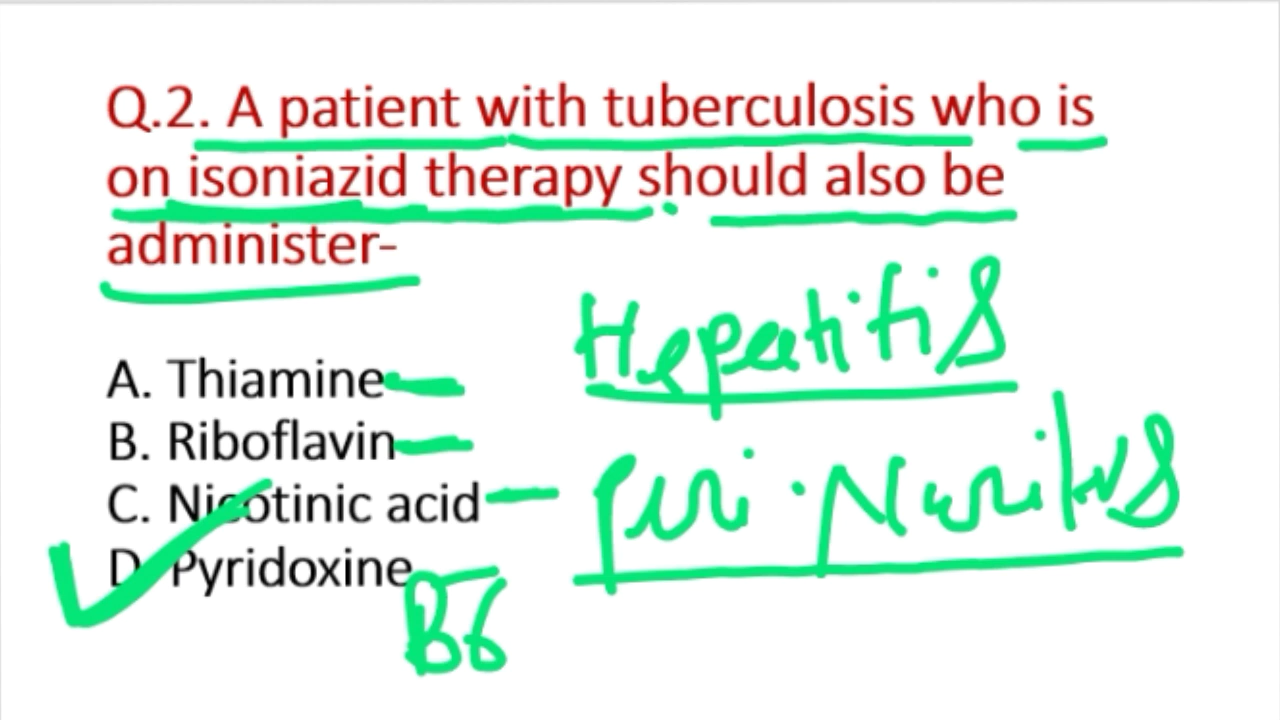 Q.2. A patient with tuberculosis who is
on isoniazid therapy should also be
administer-
Hepatitis
A. Thiamine
B. Riboflavin
C. Nicotinic acid
Peri
D. Pyridoxine
B6